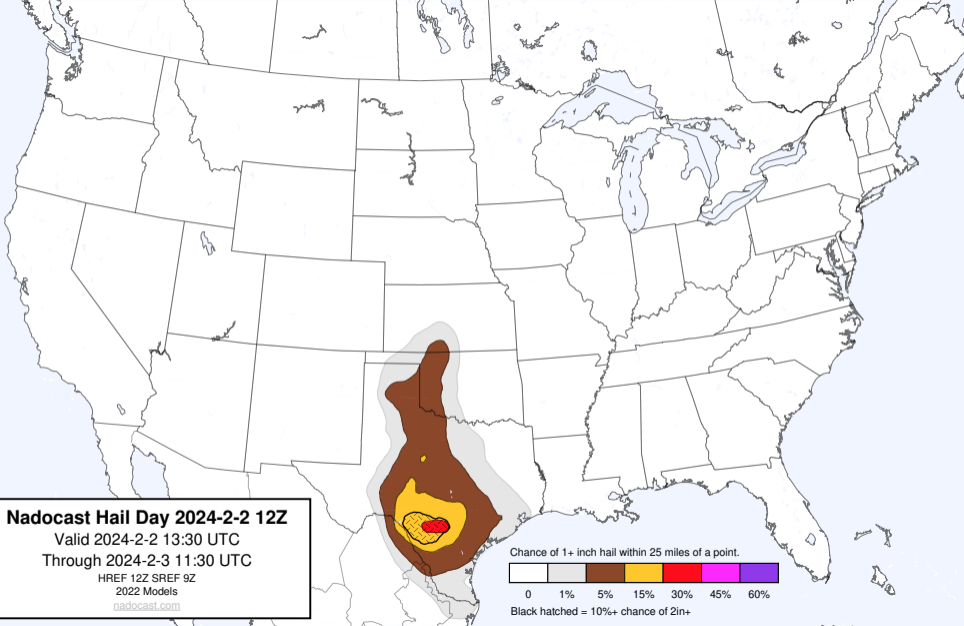 Nadocast Hail Day 2024-2-2 12Z
Valid 2024-2-2 13:30 UTC
Through 2024-2-3 11:30 UTC
HREF 12Z SREF 9Z
2022 Models
nadocast.com
Chance of 1+ inch hail within 25 miles of a point.
0 1% 5% 15% 30% 45% 60%
Black hatched = 10%+ chance of 2in+